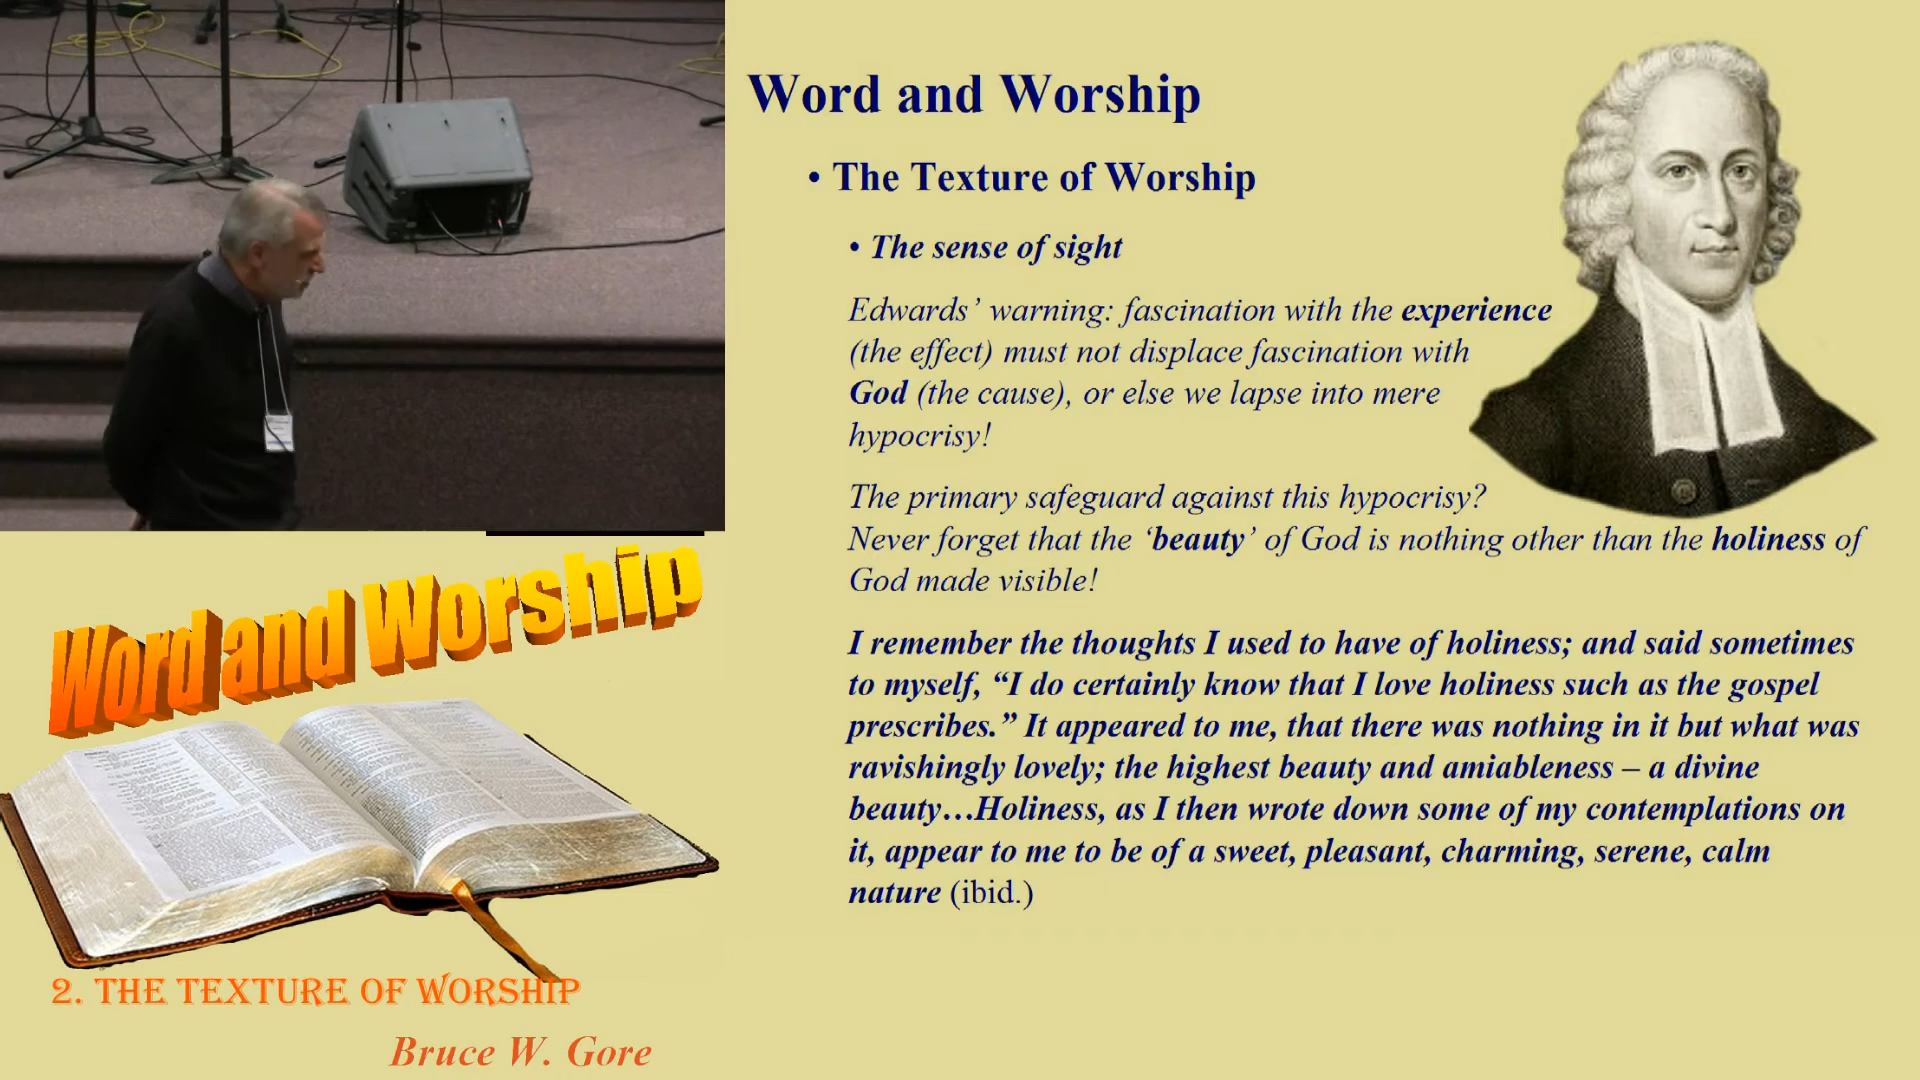 Word and Worship
• The Texture of Worship
• The sense of sight
Edwards’ warning: fascination with the experience
(the effect) must not displace fascination with
God (the cause), or else we lapse into mere
hypocrisy!
The primary safeguard against this hypocrisy?
Never forget that the ‘beauty’ of God is nothing other than the holiness of
God made visible!
I remember the thoughts I used to have of holiness; and said sometimes
to myself, “I do certainly know that I love holiness such as the gospel
prescribes.” It appeared to me, that there was nothing in it but what was
ravishingly lovely; the highest beauty and amiableness – a divine
beauty…Holiness, as I then wrote down some of my contemplations on
it, appear to me to be of a sweet, pleasant, charming, serene, calm
nature (ibid.)
Word and Worship
2. THE TEXTURE OF WORSHIP
Bruce W. Gore